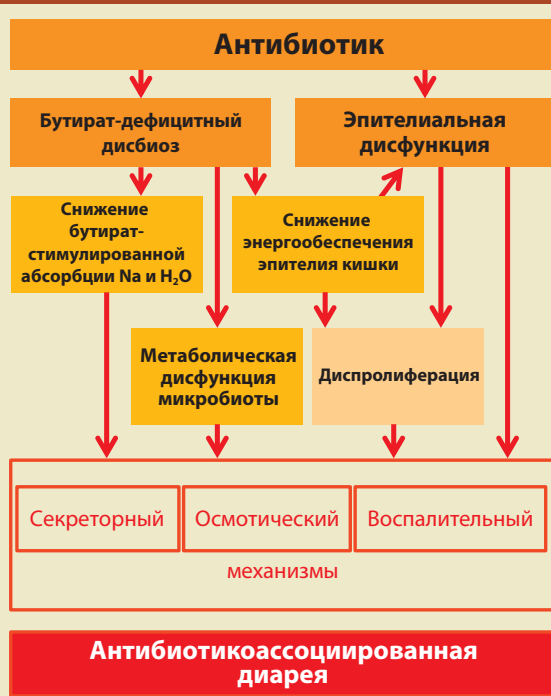 Антибиотик
Бутират-дефицитный
дисбиоз
Эпителиальная
дисфункция
Снижение
бутират-
стимулированной
абсорбции Na и H₂O
Снижение
энергообеспечения
эпителия кишки
Метаболическая
дисфункция
микробиоты
Диспролиферация
Секреторный
Осмотический
Воспалительный
механизмы
Антибиотикоассоциированная
диарея